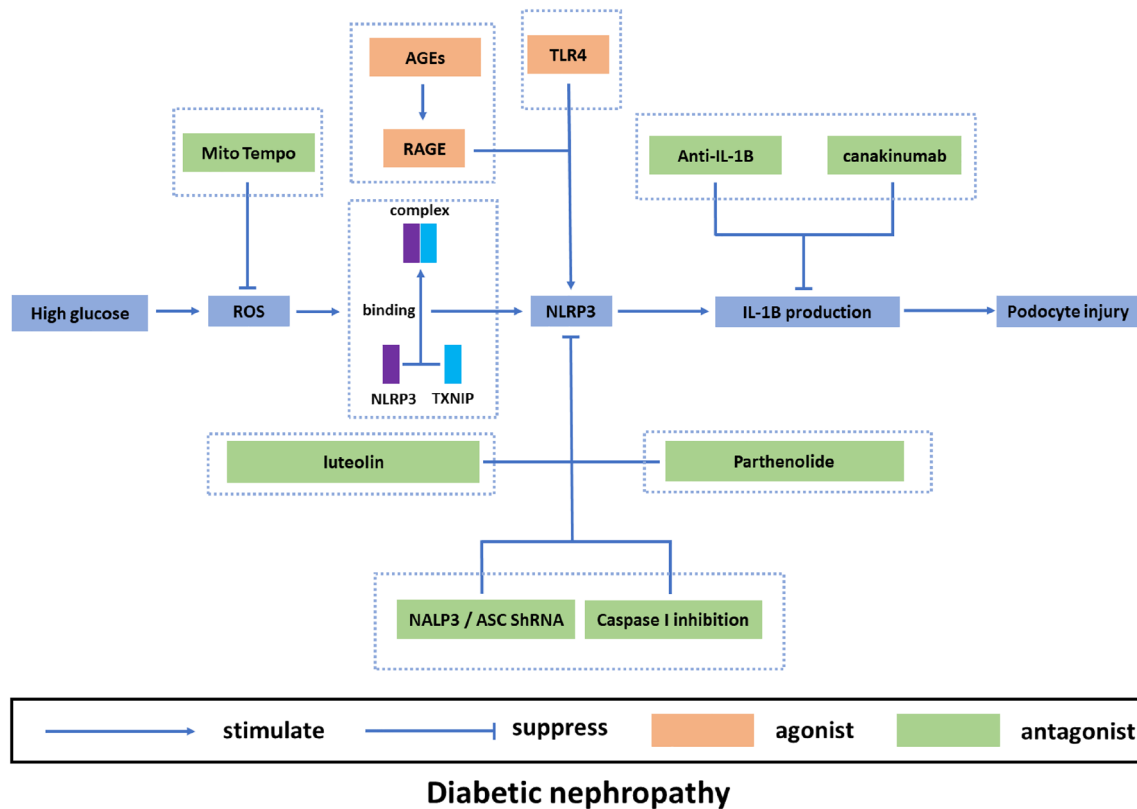 AGEs
TLR4
Mito Tempo
RAGE
Anti-IL-1B
canakinumab
complex
High glucose
ROS
binding
NLRP3
IL-1B production
Podocyte injury
NLRP3
TXNIP
luteolin
Parthenolide
NALP3 / ASC ShRNA
Caspase I inhibition
stimulate
suppress
agonist
antagonist
Diabetic nephropathy